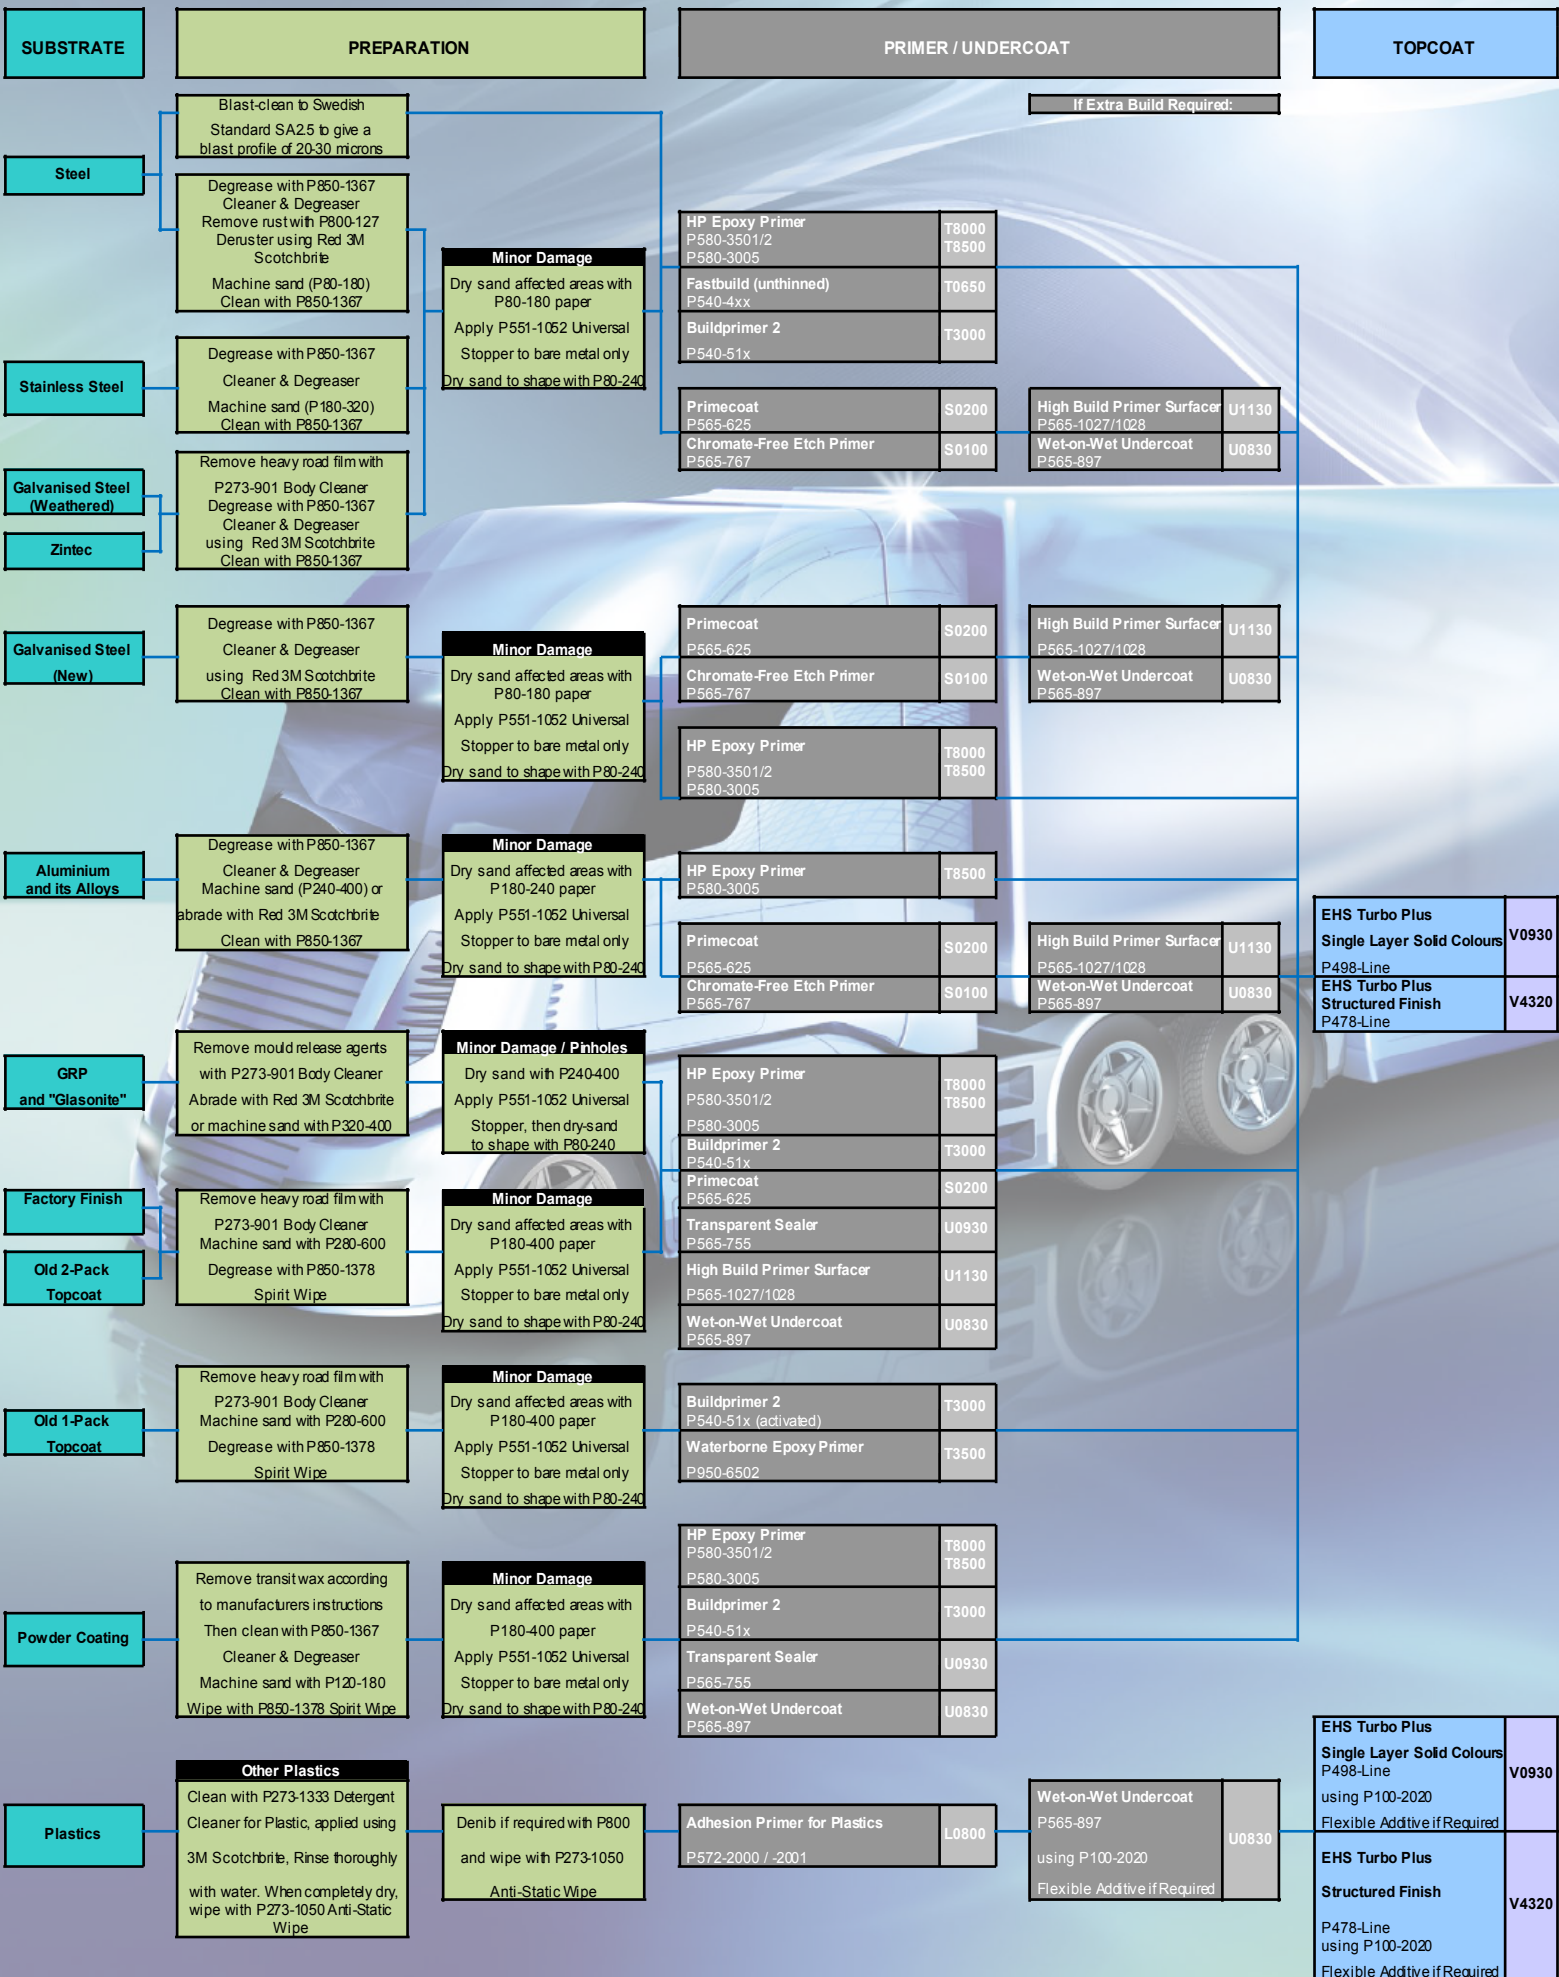 SUBSTRATE
PREPARATION
PRIMER / UNDERCOAT
TOPCOAT
If Extra Build Required:
Steel
Blast-clean to Swedish
Standard SA2.5 to give a
blast profile of 20-30 microns
Degrease with P850-1367
Cleaner & Degreaser
Remove rust with P800-127
Deruster using Red 3M
Scotchbrite
Machine sand (P80-180)
Clean with P850-1367
Stainless Steel
Degrease with P850-1367
Cleaner & Degreaser
Machine sand (P180-320)
Clean with P850-1367
Galvanised Steel
(Weathered)
Zintec
Remove heavy road film with
P273-901 Body Cleaner
Degrease with P850-1367
Cleaner & Degreaser
using Red 3M Scotchbrite
Clean with P850-1367
Minor Damage
Dry sand affected areas with
P80-180 paper
Apply P551-1052 Universal
Stopper to bare metal only
Dry sand to shape with P80-240
HP Epoxy Primer
P580-3501/2
P580-3005
T8000
T8500
Fastbuild (unthinned)
P540-4xx
T0650
Buildprimer 2
P540-51x
T3000
Primecoat
P565-625
S0200
Chromate-Free Etch Primer
P565-767
S0100
High Build Primer Surfacer
P565-1027/1028
U1130
Wet-on-Wet Undercoat
P565-897
U0830
Galvanised Steel
(New)
Degrease with P850-1367
Cleaner & Degreaser
using Red 3M Scotchbrite
Clean with P850-1367
Minor Damage
Dry sand affected areas with
P80-180 paper
Apply P551-1052 Universal
Stopper to bare metal only
Dry sand to shape with P80-240
Primecoat
P565-625
S0200
Chromate-Free Etch Primer
P565-767
S0100
High Build Primer Surfacer
P565-1027/1028
U1130
Wet-on-Wet Undercoat
P565-897
U0830
HP Epoxy Primer
P580-3501/2
P580-3005
T8000
T8500
Aluminium
and its Alloys
Degrease with P850-1367
Cleaner & Degreaser
Machine sand (P240-400) or
abrade with Red 3M Scotchbrite
Clean with P850-1367
Minor Damage
Dry sand affected areas with
P180-240 paper
Apply P551-1052 Universal
Stopper to bare metal only
Dry sand to shape with P80-240
HP Epoxy Primer
P580-3005
T8500
Primecoat
P565-625
S0200
Chromate-Free Etch Primer
P565-767
S0100
High Build Primer Surfacer
P565-1027/1028
U1130
Wet-on-Wet Undercoat
P565-897
U0830
EHS Turbo Plus
Single Layer Solid Colours
P498-Line
V0930
EHS Turbo Plus
Structured Finish
P478-Line
V4320
GRP
and "Glasonite"
Remove mould release agents
with P273-901 Body Cleaner
Abrade with Red 3M Scotchbrite
or machine sand with P320-400
Minor Damage / Pinholes
Dry sand with P240-400
Apply P551-1052 Universal
Stopper, then dry-sand
to shape with P80-240
Factory Finish
Old 2-Pack
Topcoat
Remove heavy road film with
P273-901 Body Cleaner
Machine sand with P280-600
Degrease with P850-1378
Spirit Wipe
Minor Damage
Dry sand affected areas with
P180-400 paper
Apply P551-1052 Universal
Stopper to bare metal only
Dry sand to shape with P80-240
HP Epoxy Primer
P580-3501/2
P580-3005
T8000
T8500
Buildprimer 2
P540-51x
T3000
Primecoat
P565-625
S0200
Transparent Sealer
P565-755
U0930
High Build Primer Surfacer
P565-1027/1028
U1130
Wet-on-Wet Undercoat
P565-897
U0830
Old 1-Pack
Topcoat
Remove heavy road film with
P273-901 Body Cleaner
Machine sand with P280-600
Degrease with P850-1378
Spirit Wipe
Minor Damage
Dry sand affected areas with
P180-400 paper
Apply P551-1052 Universal
Stopper to bare metal only
Dry sand to shape with P80-240
Buildprimer 2
P540-51x (activated)
T3000
Waterborne Epoxy Primer
P950-6502
T3500
Powder Coating
Remove transit wax according
to manufacturers instructions
Then clean with P850-1367
Cleaner & Degreaser
Machine sand with P120-180
Wipe with P850-1378 Spirit Wipe
Minor Damage
Dry sand affected areas with
P180-400 paper
Apply P551-1052 Universal
Stopper to bare metal only
Dry sand to shape with P80-240
HP Epoxy Primer
P580-3501/2
P580-3005
T8000
T8500
Buildprimer 2
P540-51x
T3000
Transparent Sealer
P565-755
U0930
Wet-on-Wet Undercoat
P565-897
U0830
Plastics
Other Plastics
Clean with P273-1333 Detergent
Cleaner for Plastic, applied using
3M Scotchbrite, Rinse thoroughly
with water. When completely dry,
wipe with P273-1050 Anti-Static
Wipe
Denib if required with P800
and wipe with P273-1050
Anti-Static Wipe
Adhesion Primer for Plastics
P572-2000 / -2001
L0800
Wet-on-Wet Undercoat
P565-897
using P100-2020
Flexible Additive if Required
U0830
EHS Turbo Plus
Single Layer Solid Colours
P498-Line
using P100-2020
Flexible Additive if Required
V0930
EHS Turbo Plus
Structured Finish
P478-Line
using P100-2020
Flexible Additive if Required
V4320